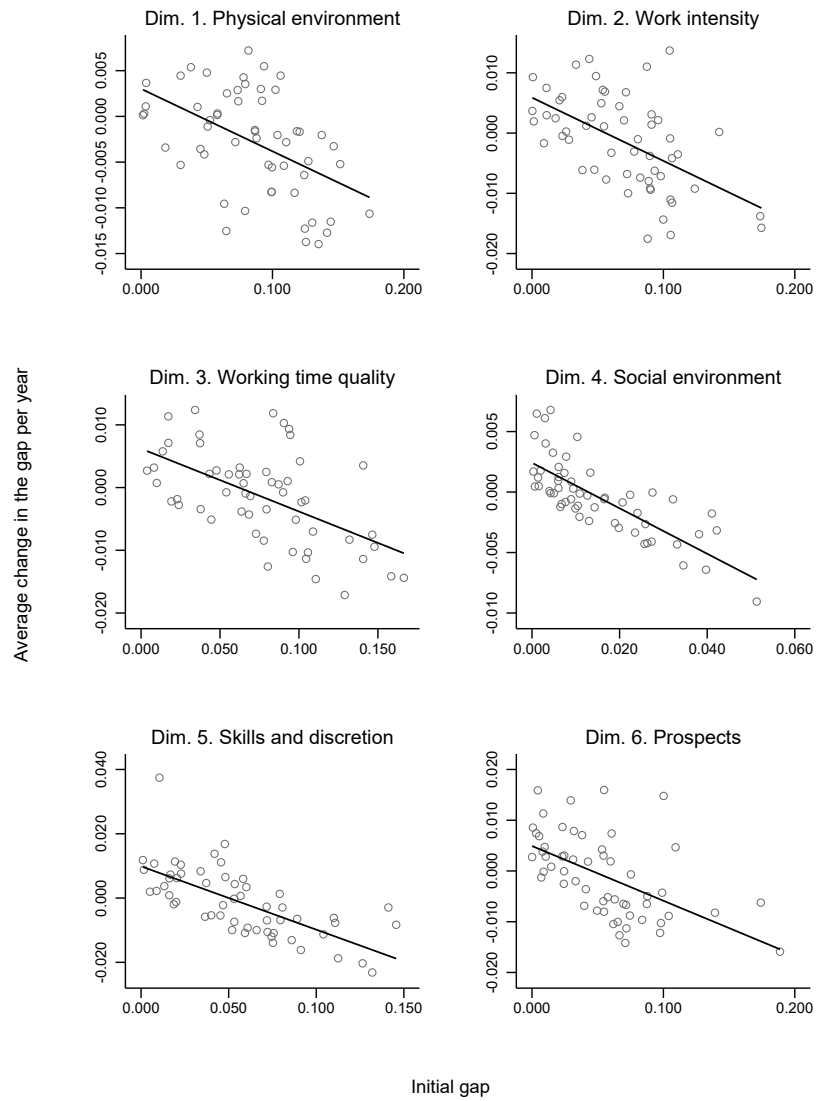 Dim. 1. Physical environment
0.005
0.000
-0.005
-0.010
-0.015
0.000 0.100 0.200
Dim. 2. Work intensity
0.010
0.000
-0.010
-0.020
0.000 0.100 0.200
Average change in the gap per year
Dim. 3. Working time quality
0.010
0.000
-0.010
-0.020
0.000 0.050 0.100 0.150
Dim. 4. Social environment
0.005
0.000
-0.005
-0.010
0.000 0.020 0.040 0.060
Dim. 5. Skills and discretion
0.040
0.020
0.000
-0.020
0.000 0.050 0.100 0.150
Dim. 6. Prospects
0.020
0.010
0.000
-0.010
-0.020
0.000 0.100 0.200
Initial gap